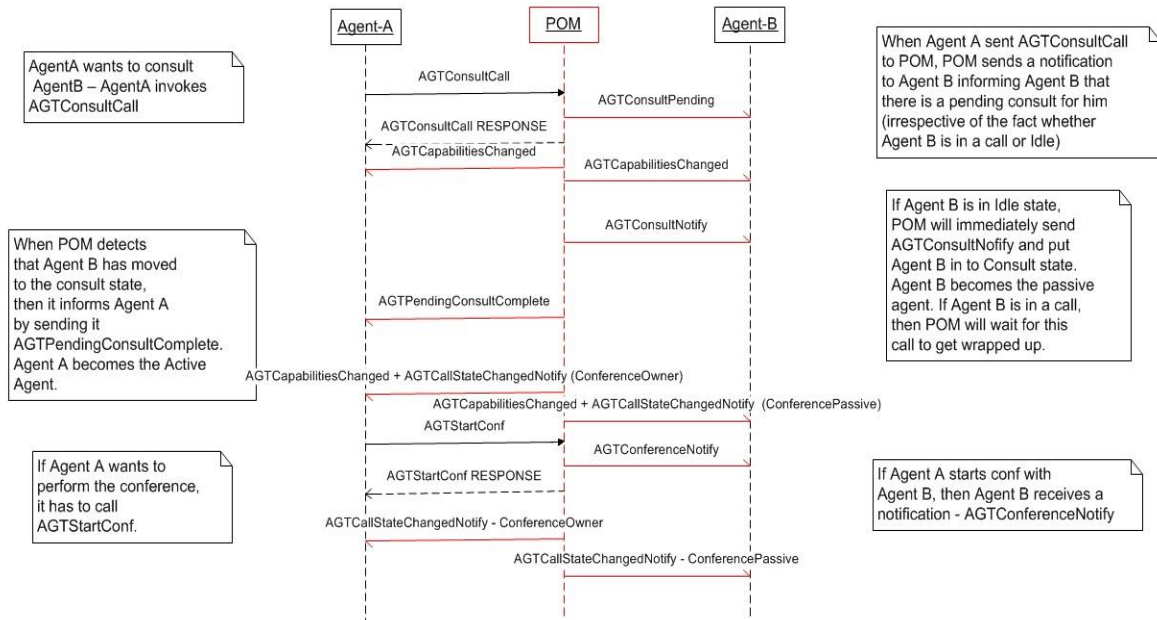 Agent-A
POM
Agent-B
AgentA wants to consult
AgentB – AgentA invokes
AGTConsultCall
When Agent A sent AGTConsultCall
to POM, POM sends a notification
to Agent B informing Agent B that
there is a pending consult for him
(irrespective of the fact whether
Agent B is in a call or Idle)
AGTConsultCall
AGTConsultPending
AGTConsultCall RESPONSE
AGTCapabilitiesChanged
AGTCapabilitiesChanged
If Agent B is in Idle state,
POM will immediately send
AGTConsultNofify and put
Agent B in to Consult state.
Agent B becomes the passive
agent. If Agent B is in a call,
then POM will wait for this
call to get wrapped up.
AGTConsultNotify
When POM detects
that Agent B has moved
to the consult state,
then it informs Agent A
by sending it
AGTPendingConsultComplete.
Agent A becomes the Active
Agent.
AGTPendingConsultComplete
AGTCapabilitiesChanged + AGTCallStateChangedNotify (ConferenceOwner)
AGTCapabilitiesChanged + AGTCallStateChangedNotify (ConferencePassive)
AGTStartConf
AGTConferenceNotify
If Agent A wants to
perform the conference,
it has to call
AGTStartConf.
If Agent A starts conf with
Agent B, then Agent B receives a
notification - AGTConferenceNotify
AGTStartConf RESPONSE
AGTCallStateChangedNotify - ConferenceOwner
AGTCallStateChangedNotify - ConferencePassive